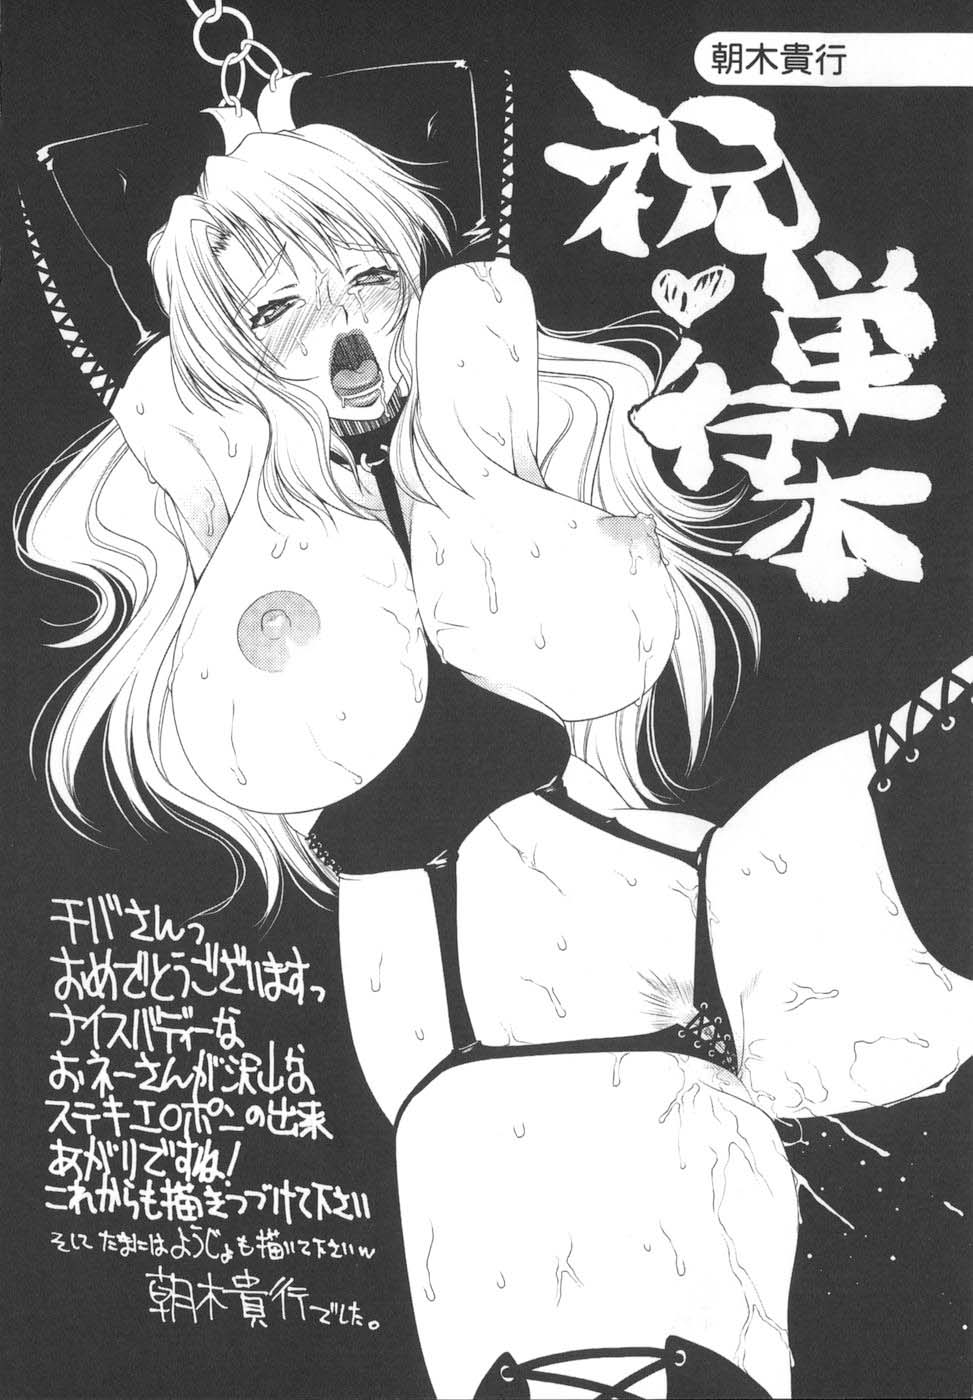 朝木貴行
祝♡単行本
千バさんっ
おめでとうございますっ
ナイスバディーな
おネーさんが沢山な
ステキエロボンの出来
あがりですね!
これからも描きつづけて下さい
そして たまにはようじょも描いて下さいw
朝木貴行でした。